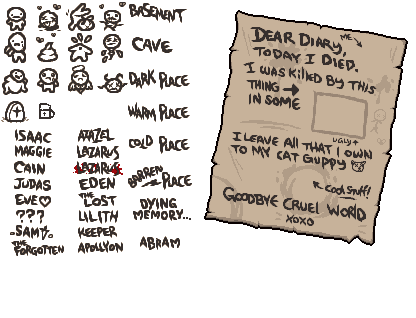 BASEMENT
CAVE
DARK PLACE
WARM PLACE
COLD PLACE
BARREN PLACE
DYING
MEMORY...
ABRAM
ISAAC
MAGGIE
CAIN
JUDAS
EVE
???
SAM
THE
FORGOTTEN
AZAZEL
LAZARUS
LAZARUS
EDEN
THE
LOST
LILITH
KEEPER
APOLLYON
DEAR DIARY,
ME
TODAY I DIED.
I WAS KILLED BY THIS
THING
IN SOME
UGLY
I LEAVE ALL THAT I OWN
TO MY CAT GUPPY
COOL STUFF!
GOODBYE CRUEL WORLD
XOXO